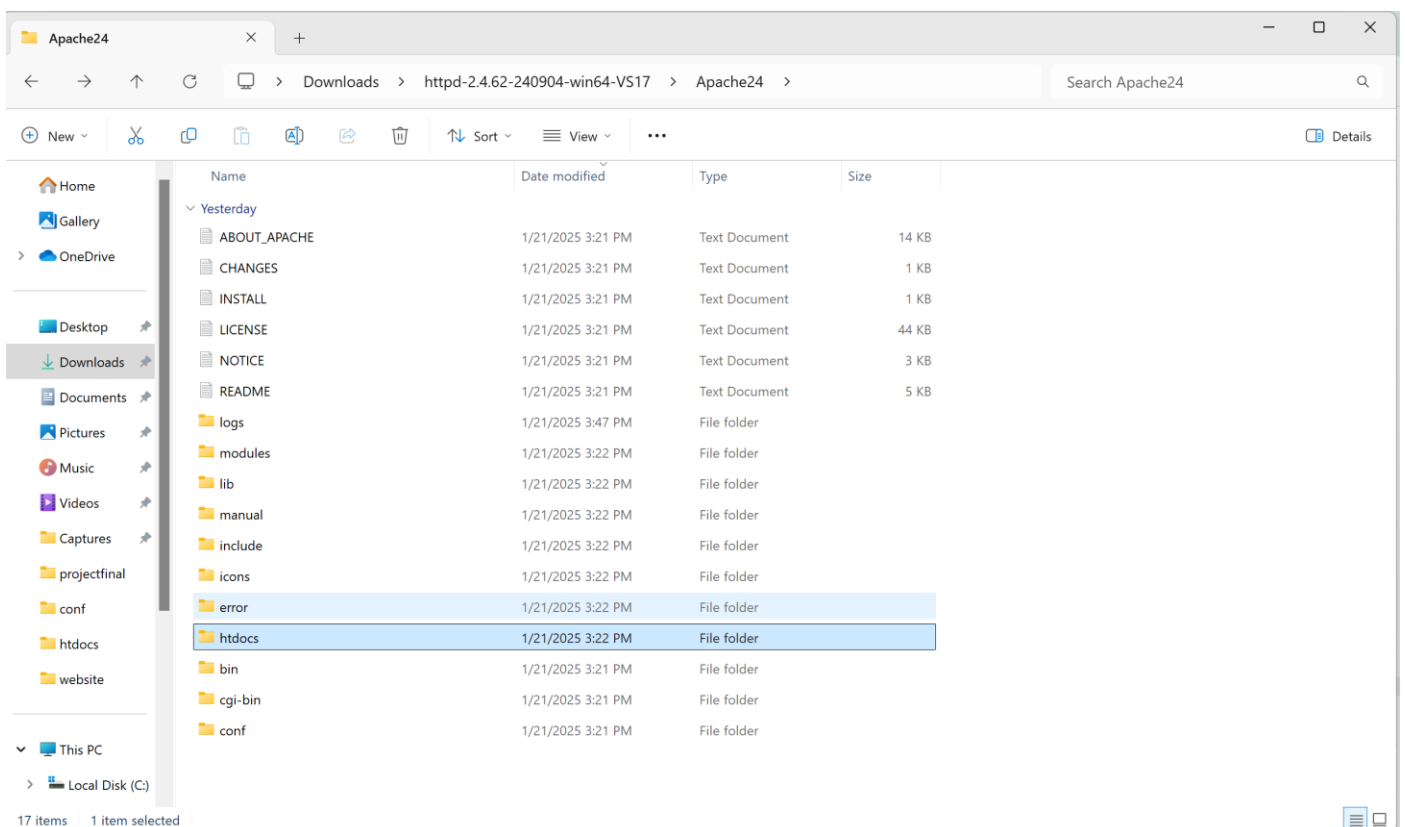 Apache24
Downloads > httpd-2.4.62-240904-win64-VS17 > Apache24 >
Search Apache24
New
Sort
View
Details
Home
Gallery
OneDrive
Desktop
Downloads
Documents
Pictures
Music
Videos
Captures
projectfinal
conf
htdocs
website
This PC
Local Disk (C:)
Name Date modified Type Size
Yesterday
ABOUT_APACHE 1/21/2025 3:21 PM Text Document 14 KB
CHANGES 1/21/2025 3:21 PM Text Document 1 KB
INSTALL 1/21/2025 3:21 PM Text Document 1 KB
LICENSE 1/21/2025 3:21 PM Text Document 44 KB
NOTICE 1/21/2025 3:21 PM Text Document 3 KB
README 1/21/2025 3:21 PM Text Document 5 KB
logs 1/21/2025 3:47 PM File folder
modules 1/21/2025 3:22 PM File folder
lib 1/21/2025 3:22 PM File folder
manual 1/21/2025 3:22 PM File folder
include 1/21/2025 3:22 PM File folder
icons 1/21/2025 3:22 PM File folder
error 1/21/2025 3:22 PM File folder
htdocs 1/21/2025 3:22 PM File folder
bin 1/21/2025 3:21 PM File folder
cgi-bin 1/21/2025 3:21 PM File folder
conf 1/21/2025 3:21 PM File folder
17 items 1 item selected